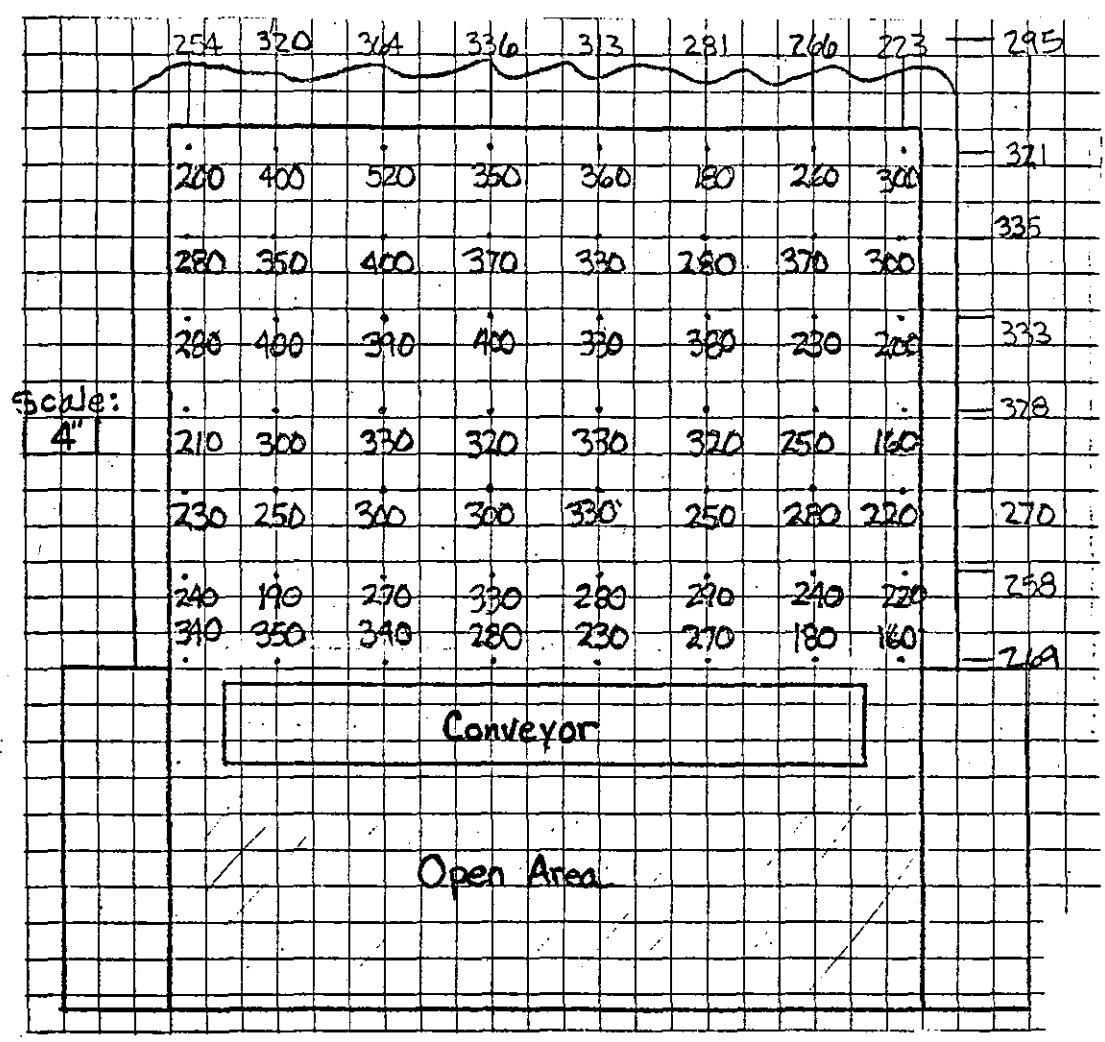 254 320 364 336 313 281 266 223 — 295
200 400 520 350 360 180 260 300 321
280 350 400 370 330 280 370 300 335
280 400 390 400 330 380 280 200 333
Scale:
4"
210 300 330 320 330 320 250 160 278
230 250 300 300 330 250 280 220 270
240 190 270 330 280 290 240 220 258
340 350 340 280 230 270 180 160 269
Conveyor
Open Area